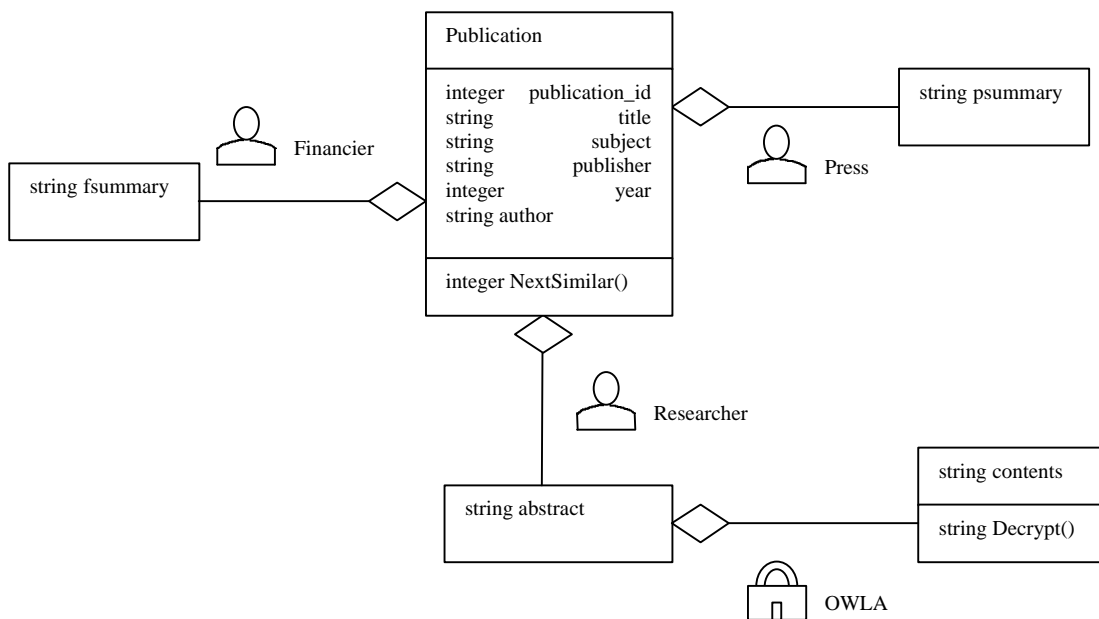 Publication
integer publication_id
string title
string subject
string publisher
integer year
string author
integer NextSimilar()
string psummary
Press
Financier
string fsummary
Researcher
string abstract
string contents
string Decrypt()
OWLA